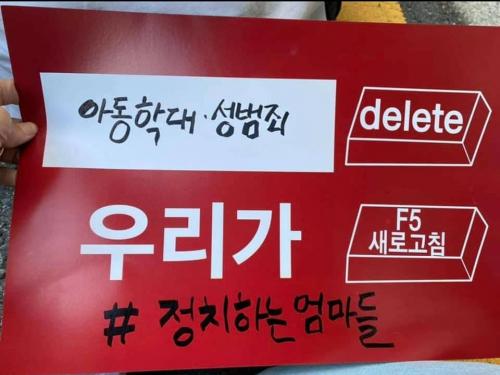 아동학대·성범죄 delete
우리가 F5
새로고침
# 정치하는엄마들